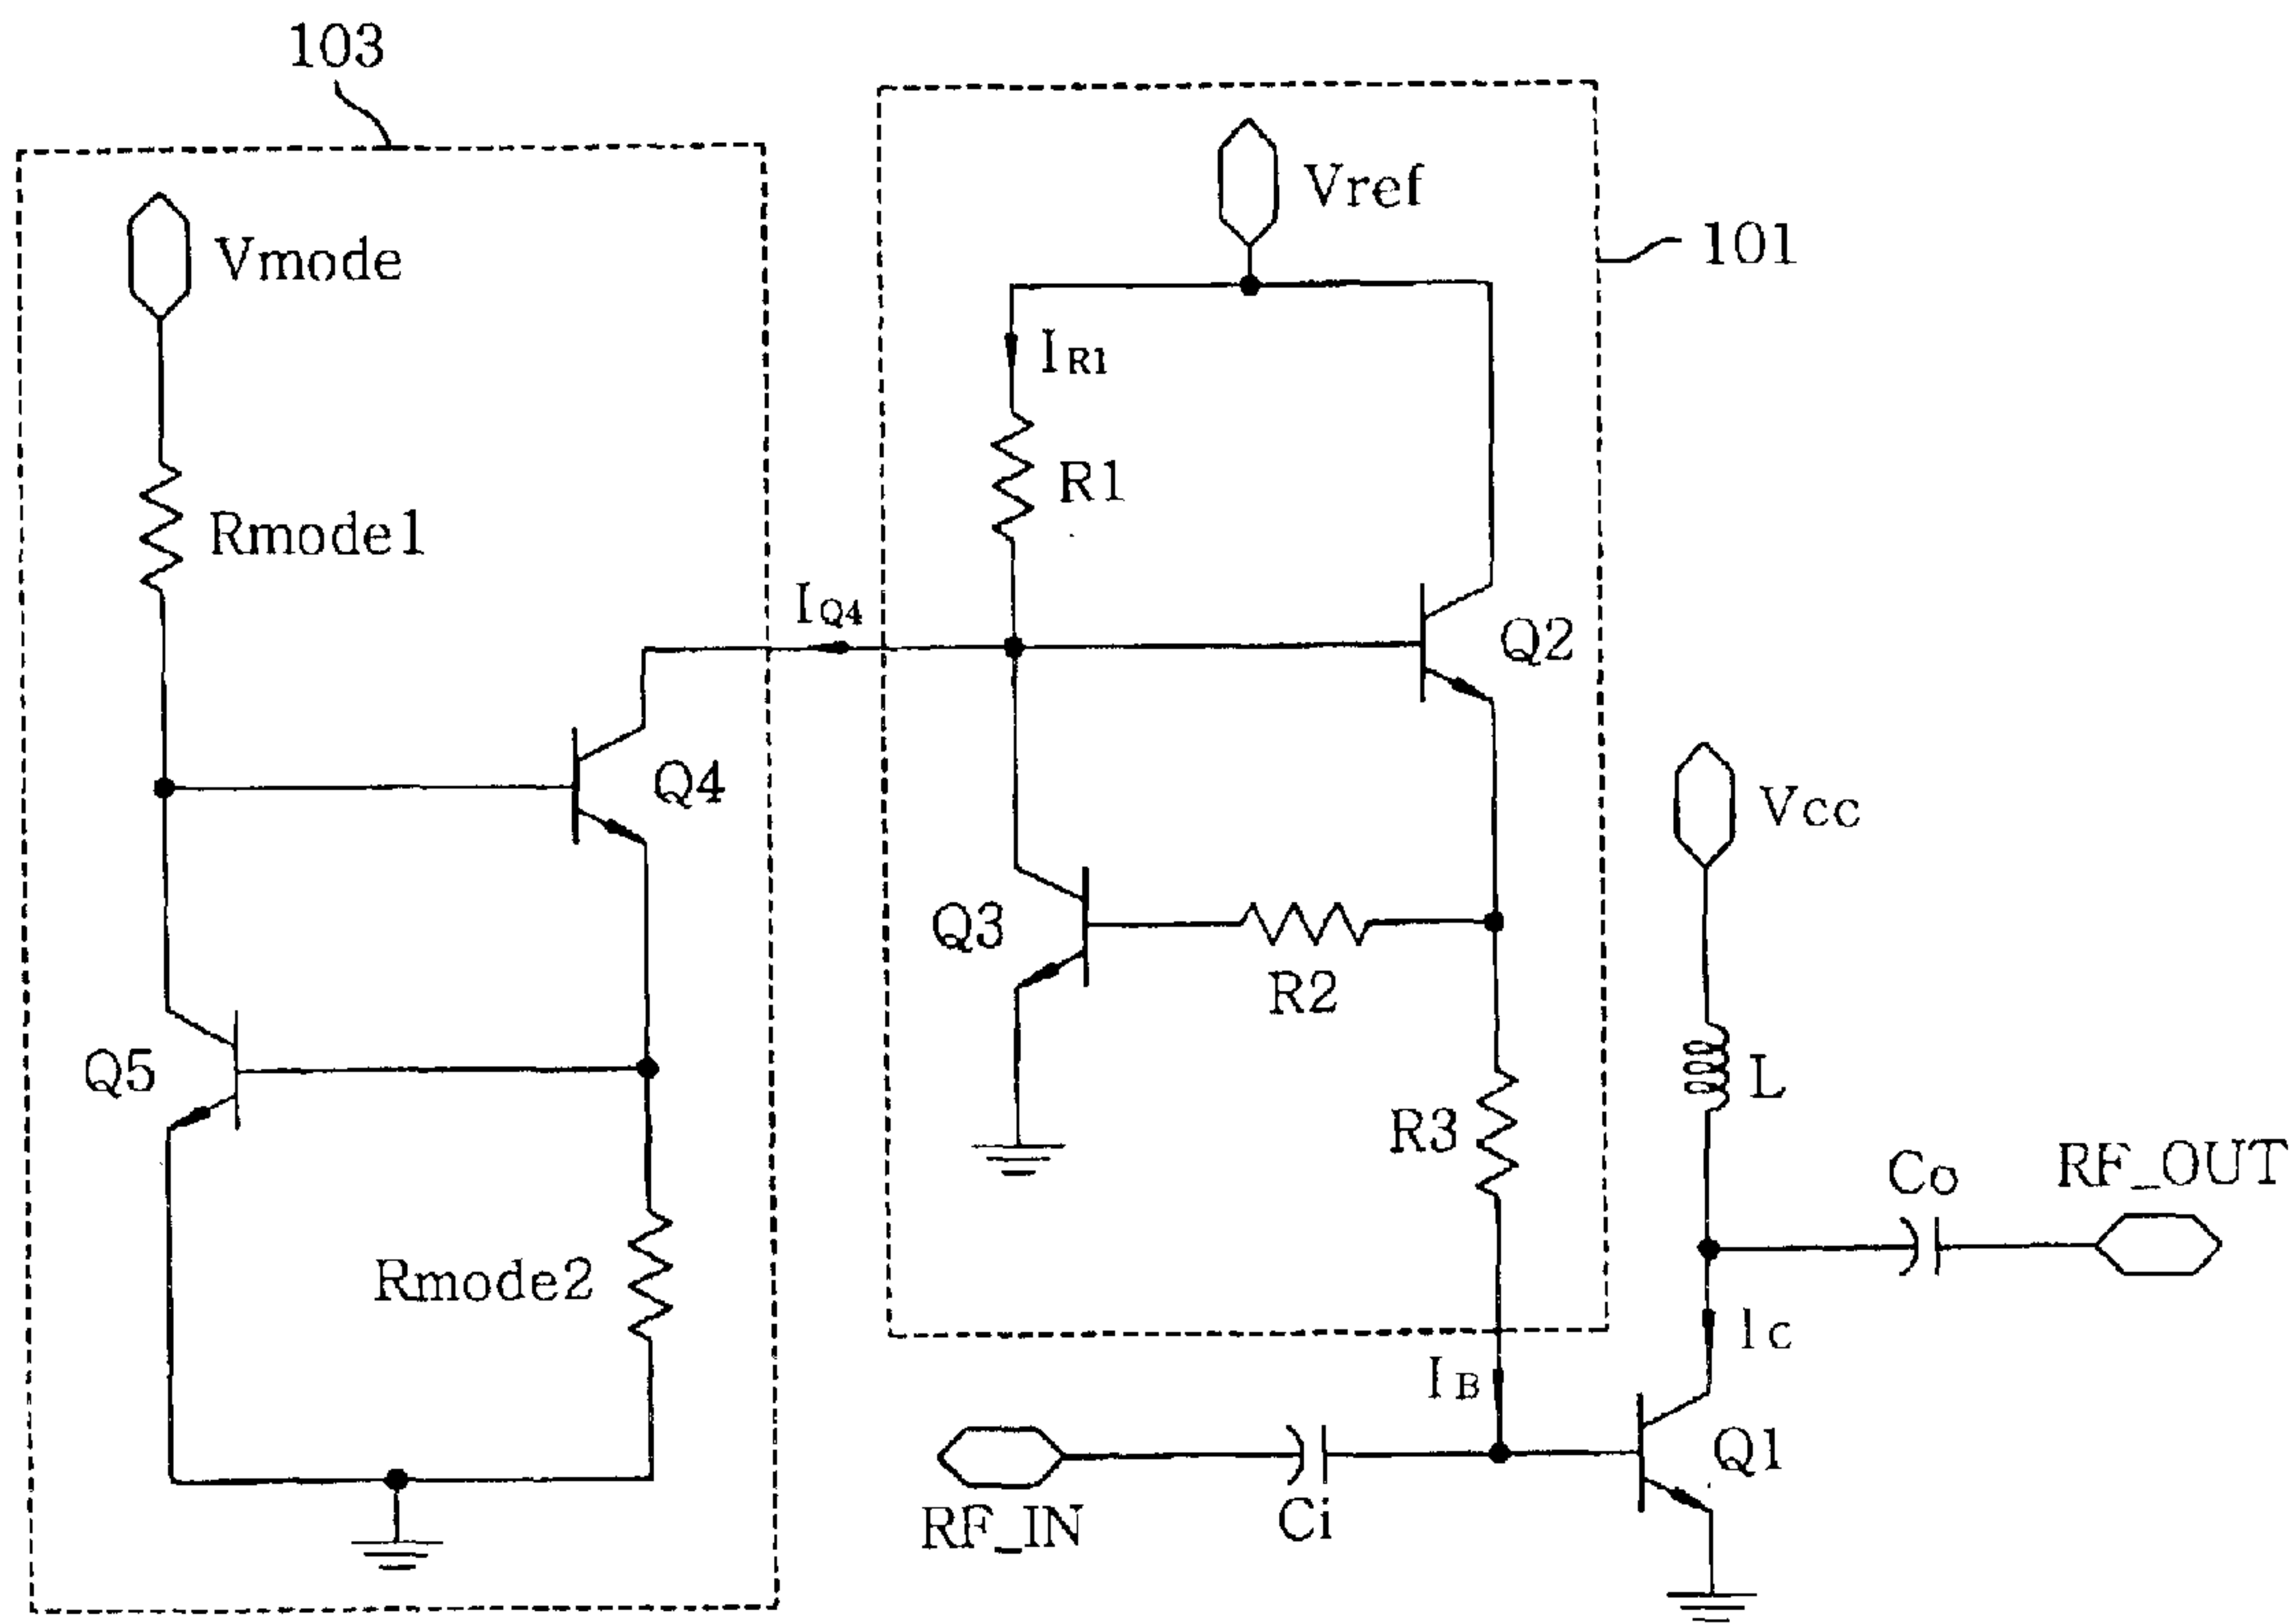 103
Vref
101
Vmode
IR1
R1
Rmode1
IQ4
Q2
Q4
Vcc
Q3
R2
Q5
L
R3
Co
RF_OUT
Rmode2
IC
IB
Q1
RF_IN
Ci